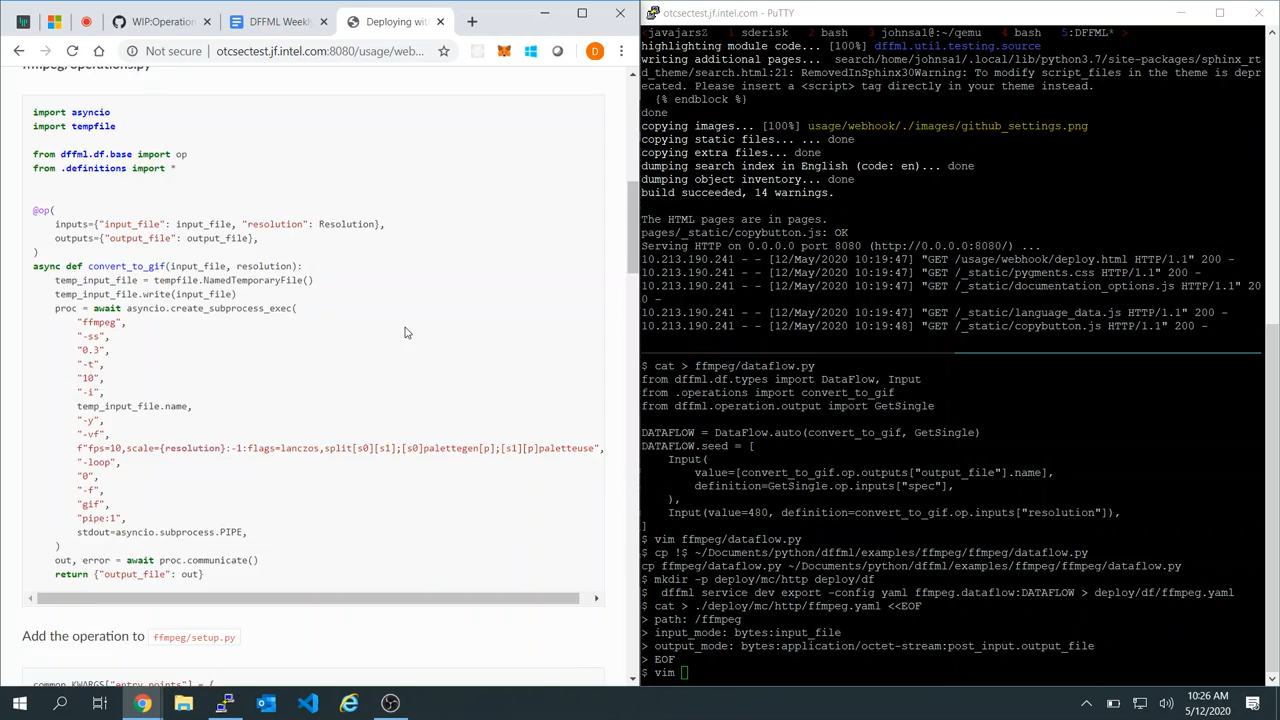 WIP:Operation
DFFML Weekl
Deploying with
otcsectest.jf.intel.com - PuTTY
Not secure
otcsectest.jf.intel.com:8080/usage/web...
D
ffmpeg/Operations.py
import asyncio
import tempfile
from dffml.df.base import op
from .definitions import *
@op(
inputs={"input_file": input_file, "resolution": Resolution},
outputs={"output_file": output_file},
)
async def convert_to_gif(input_file, resolution):
temp_input_file = tempfile.NamedTemporaryFile()
temp_input_file.write(input_file)
proc = await asyncio.create_subprocess_exec(
"ffmpeg",
"-ss",
"0.3",
"-t",
"10",
"-i",
temp_input_file.name,
"-y",
"-vf",
f"fps=10,scale={resolution}:-1:flags=lanczos,split[s0][s1];[s0]palettegen[p];[s1][p]paletteuse",
"-loop",
"0",
"-f",
"gif",
"pipe:1",
stdout=asyncio.subprocess.PIPE,
)
out, error = await proc.communicate()
return {"output_file": out}
Add the operation to ffmpeg/setup.py
common_KWARGS["entry_points"] = {
<javajarsZ 1 sderisk 2 bash 3 johnsal@:~/qemu 4 bash 5:DFFML* >
highlighting module code... [100%] dffml.util.testing.source
writing additional pages... search/home/johnsal/.local/lib/python3.7/site-packages/sphinx_rt
d_theme/search.html:21: RemovedInSphinx30Warning: To modify script_files in the theme is depr
ecated. Please insert a <script> tag directly in your theme instead.
{% endblock %}
done
copying images... [100%] usage/webhook/./images/github_settings.png
copying static files... ... done
copying extra files... done
dumping search index in English (code: en)... done
dumping object inventory... done
build succeeded, 14 warnings.
The HTML pages are in pages.
pages/_static/copybutton.js: OK
Serving HTTP on 0.0.0.0 port 8080 (http://0.0.0.0:8080/) ...
10.213.190.241 - - [12/May/2020 10:19:47] "GET /usage/webhook/deploy.html HTTP/1.1" 200 -
10.213.190.241 - - [12/May/2020 10:19:47] "GET /_static/pygments.css HTTP/1.1" 200 -
10.213.190.241 - - [12/May/2020 10:19:47] "GET /_static/documentation_options.js HTTP/1.1" 20
0 -
10.213.190.241 - - [12/May/2020 10:19:47] "GET /_static/language_data.js HTTP/1.1" 200 -
10.213.190.241 - - [12/May/2020 10:19:48] "GET /_static/copybutton.js HTTP/1.1" 200 -
$ cat > ffmpeg/dataflow.py
from dffml.df.types import DataFlow, Input
from .operations import convert_to_gif
from dffml.operation.output import GetSingle
DATAFLOW = DataFlow.auto(convert_to_gif, GetSingle)
DATAFLOW.seed = [
Input(
value=[convert_to_gif.op.outputs["output_file"].name],
definition=GetSingle.op.inputs["spec"],
),
Input(value=480, definition=convert_to_gif.op.inputs["resolution"]),
]
$ vim ffmpeg/dataflow.py
$ cp !$ ~/Documents/python/dffml/examples/ffmpeg/ffmpeg/dataflow.py
cp ffmpeg/dataflow.py ~/Documents/python/dffml/examples/ffmpeg/ffmpeg/dataflow.py
$ mkdir -p deploy/mc/http deploy/df
$ dffml service dev export -config yaml ffmpeg.dataflow:DATAFLOW > deploy/df/ffmpeg.yaml
$ cat > ./deploy/mc/http/ffmpeg.yaml <<EOF
> path: /ffmpeg
> input_mode: bytes:input_file
> output_mode: bytes:application/octet-stream:post_input.output_file
> EOF
$ vim
10:26 AM
5/12/2020